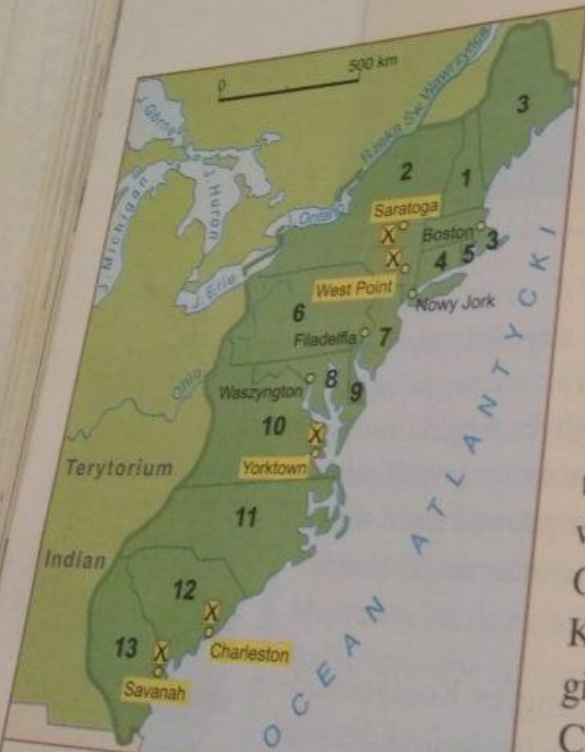 0
500 km
J. Górne
J. Michigan
J. Huron
J. Ontario
J. Erie
Rzeka Św. Wawrzyńca
3
2
1
Saratoga
X
Boston
3
X
4
5
West Point
Nowy Jork
6
Filadelfia
7
Ohio
Waszyngton
8
9
10
X
Yorktown
Terytorium
11
Indian
12
X
Charleston
13
X
Savanah
OCEAN ATLANTYCKI